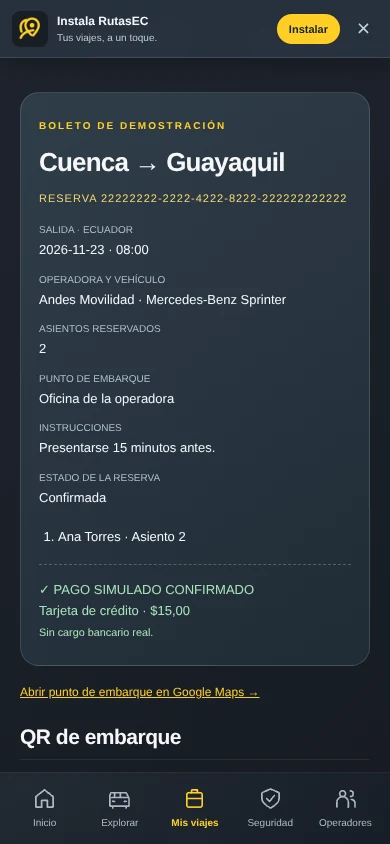 Instala RutasEC
Tus viajes, a un toque.
Instalar
✕
BOLETO DE DEMOSTRACIÓN
Cuenca → Guayaquil
RESERVA 22222222-2222-4222-8222-222222222222
SALIDA · ECUADOR
2026-11-23 · 08:00
OPERADORA Y VEHÍCULO
Andes Movilidad · Mercedes-Benz Sprinter
ASIENTOS RESERVADOS
2
PUNTO DE EMBARQUE
Oficina de la operadora
INSTRUCCIONES
Presentarse 15 minutos antes.
ESTADO DE LA RESERVA
Confirmada
1. Ana Torres · Asiento 2
✓ PAGO SIMULADO CONFIRMADO
Tarjeta de crédito · $15,00
Sin cargo bancario real.
Abrir punto de embarque en Google Maps →
QR de embarque
Inicio
Explorar
Mis viajes
Seguridad
Operadores